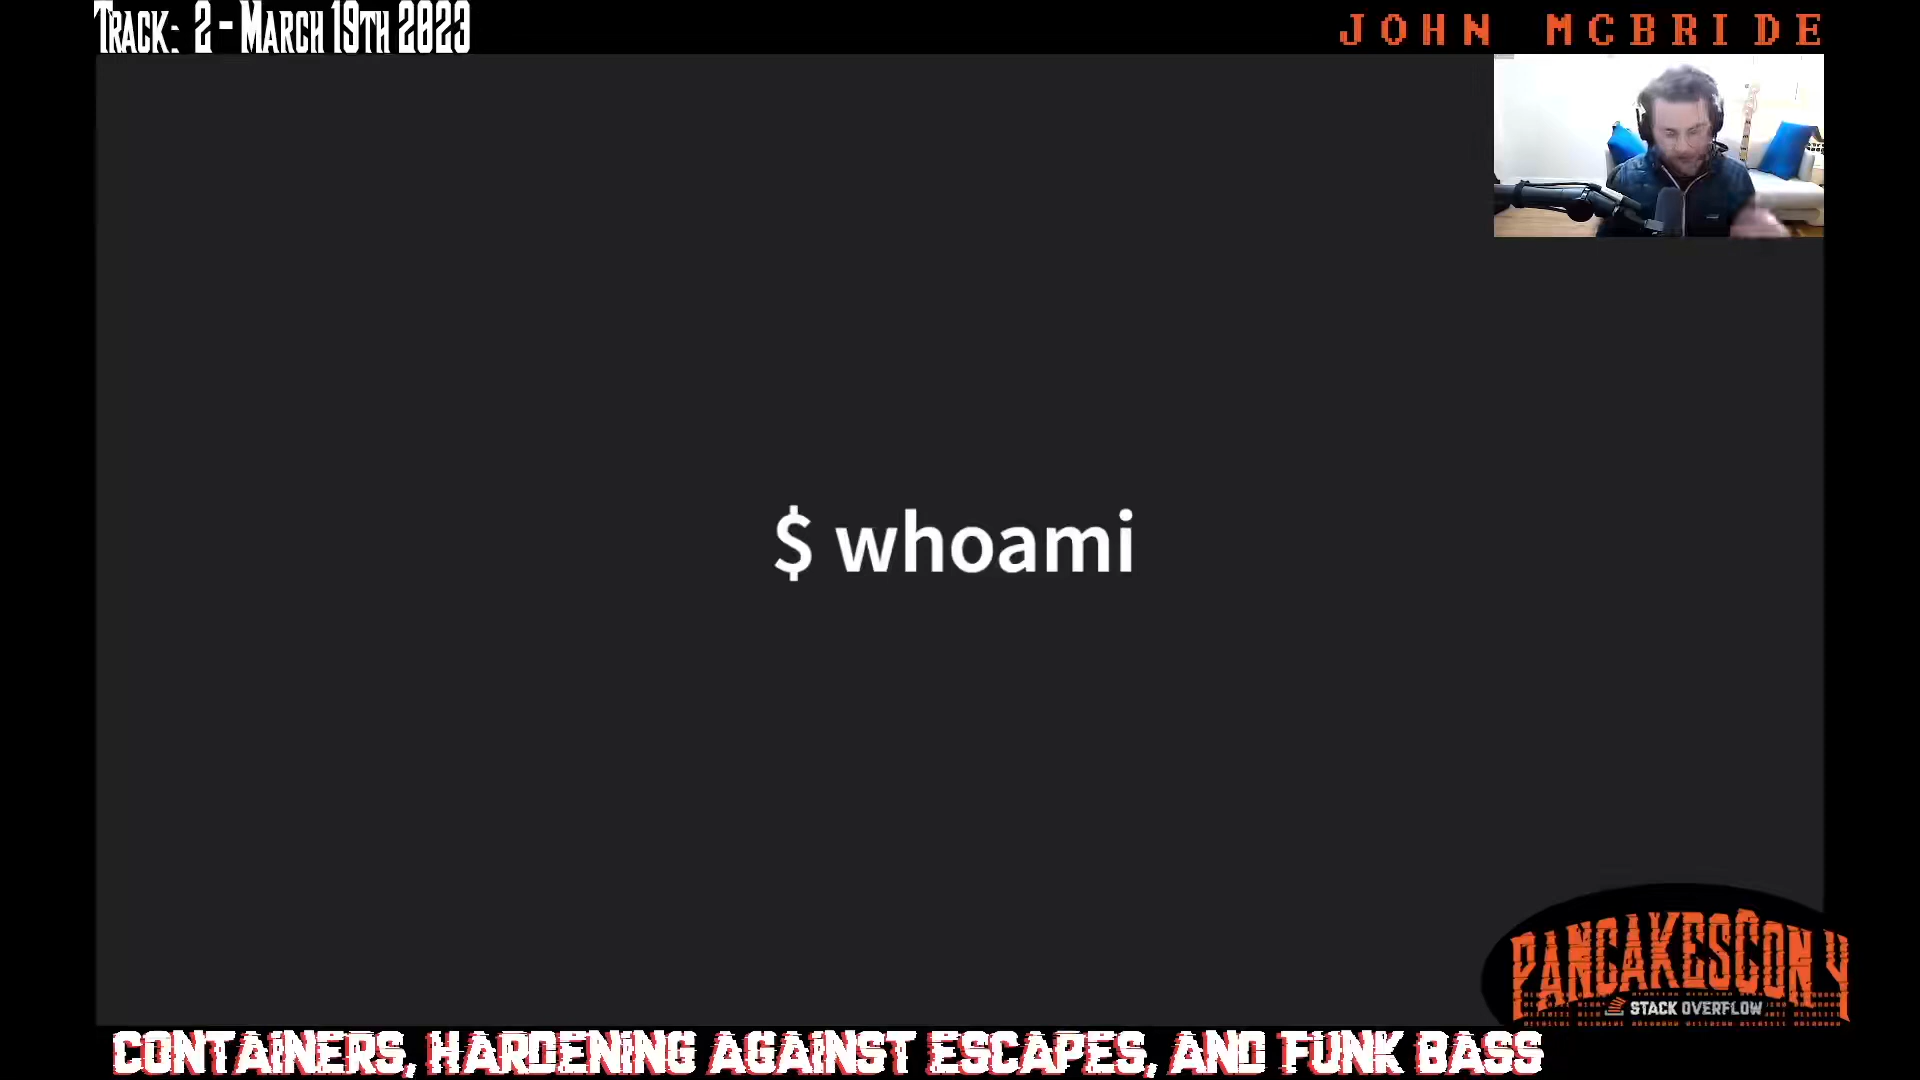 Track: 2 - March 19th 2023
JOHN MCBRIDE
$ whoami
PANCAKESCON 4
STACK OVERFLOW
CONTAINERS, HARDENING AGAINST ESCAPES, AND FUNK BASS